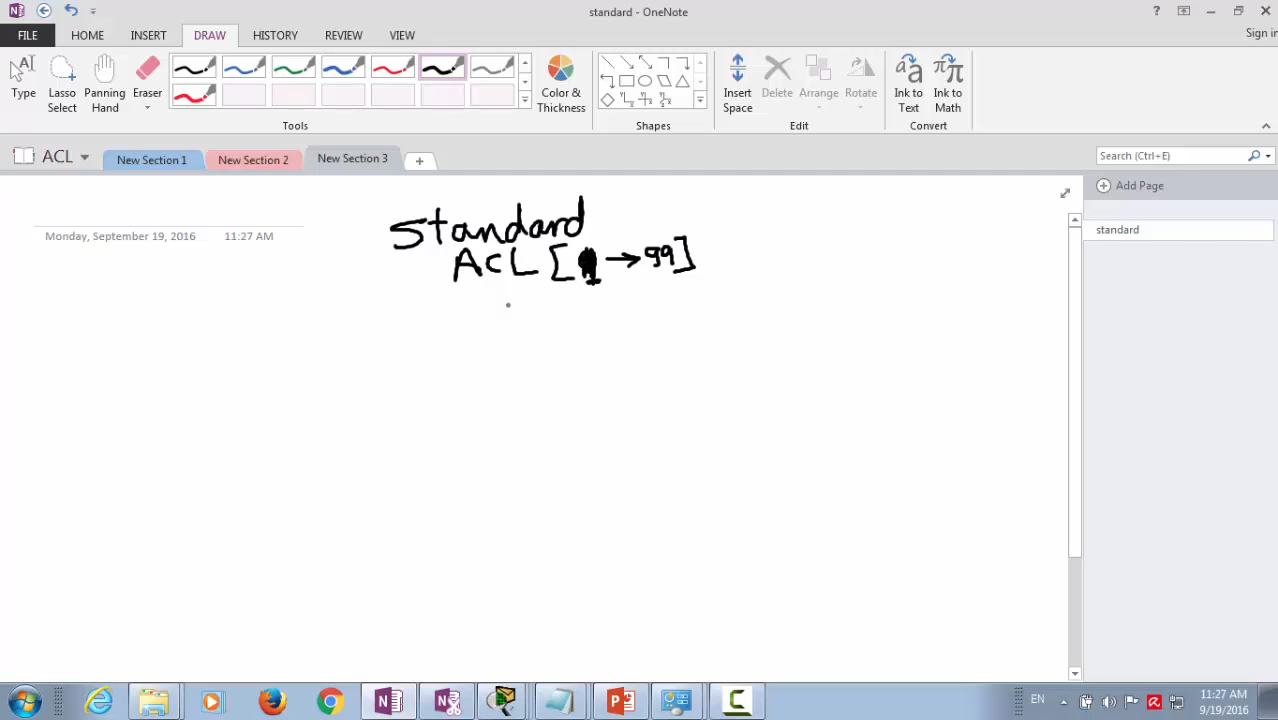 standard - OneNote
?
Sign in
FILE
HOME
INSERT
DRAW
HISTORY
REVIEW
VIEW
Type
Lasso Select
Panning Hand
Eraser
Color & Thickness
Insert Space
Delete
Arrange
Rotate
Ink to Text
Ink to Math
Tools
Shapes
Edit
Convert
ACL
New Section 1
New Section 2
New Section 3
+
Search (Ctrl+E)
Add Page
standard
Monday, September 19, 2016
11:27 AM
Standard
ACL [1 → 99]
EN
11:27 AM
9/19/2016